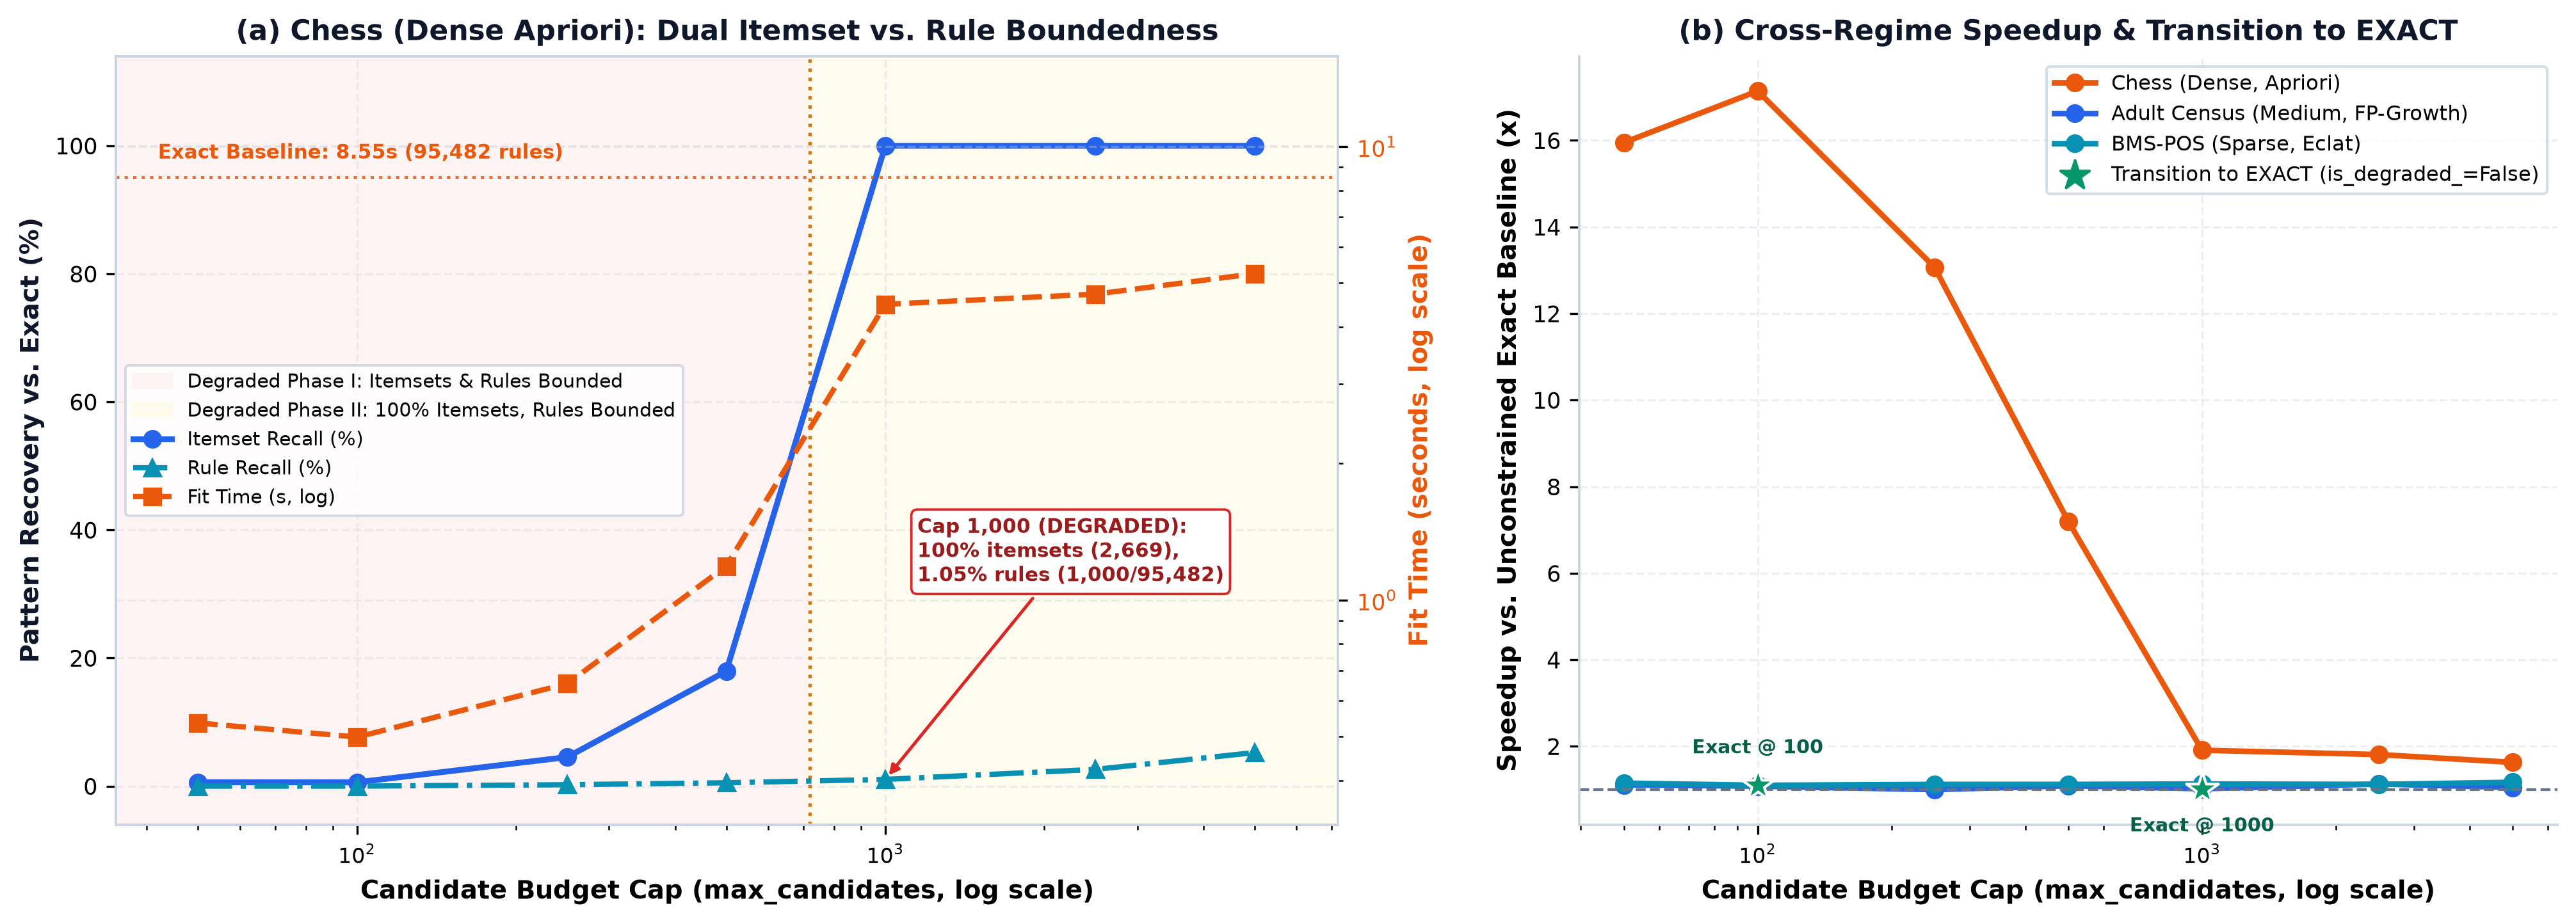 (a) Chess (Dense Apriori): Dual Itemset vs. Rule Boundedness
Pattern Recovery vs. Exact (%)
100
80
60
40
20
0
Exact Baseline: 8.55s (95,482 rules)
Degraded Phase I: Itemsets & Rules Bounded
Degraded Phase II: 100% Itemsets, Rules Bounded
Itemset Recall (%)
Rule Recall (%)
Fit Time (s, log)
Cap 1,000 (DEGRADED):
100% itemsets (2,669),
1.05% rules (1,000/95,482)
10¹
10⁰
Fit Time (seconds, log scale)
10²
10³
Candidate Budget Cap (max_candidates, log scale)
(b) Cross-Regime Speedup & Transition to EXACT
Speedup vs. Unconstrained Exact Baseline (x)
16
14
12
10
8
6
4
2
Chess (Dense, Apriori)
Adult Census (Medium, FP-Growth)
BMS-POS (Sparse, Eclat)
Transition to EXACT (is_degraded_=False)
Exact @ 100
Exact @ 1000
10²
10³
Candidate Budget Cap (max_candidates, log scale)